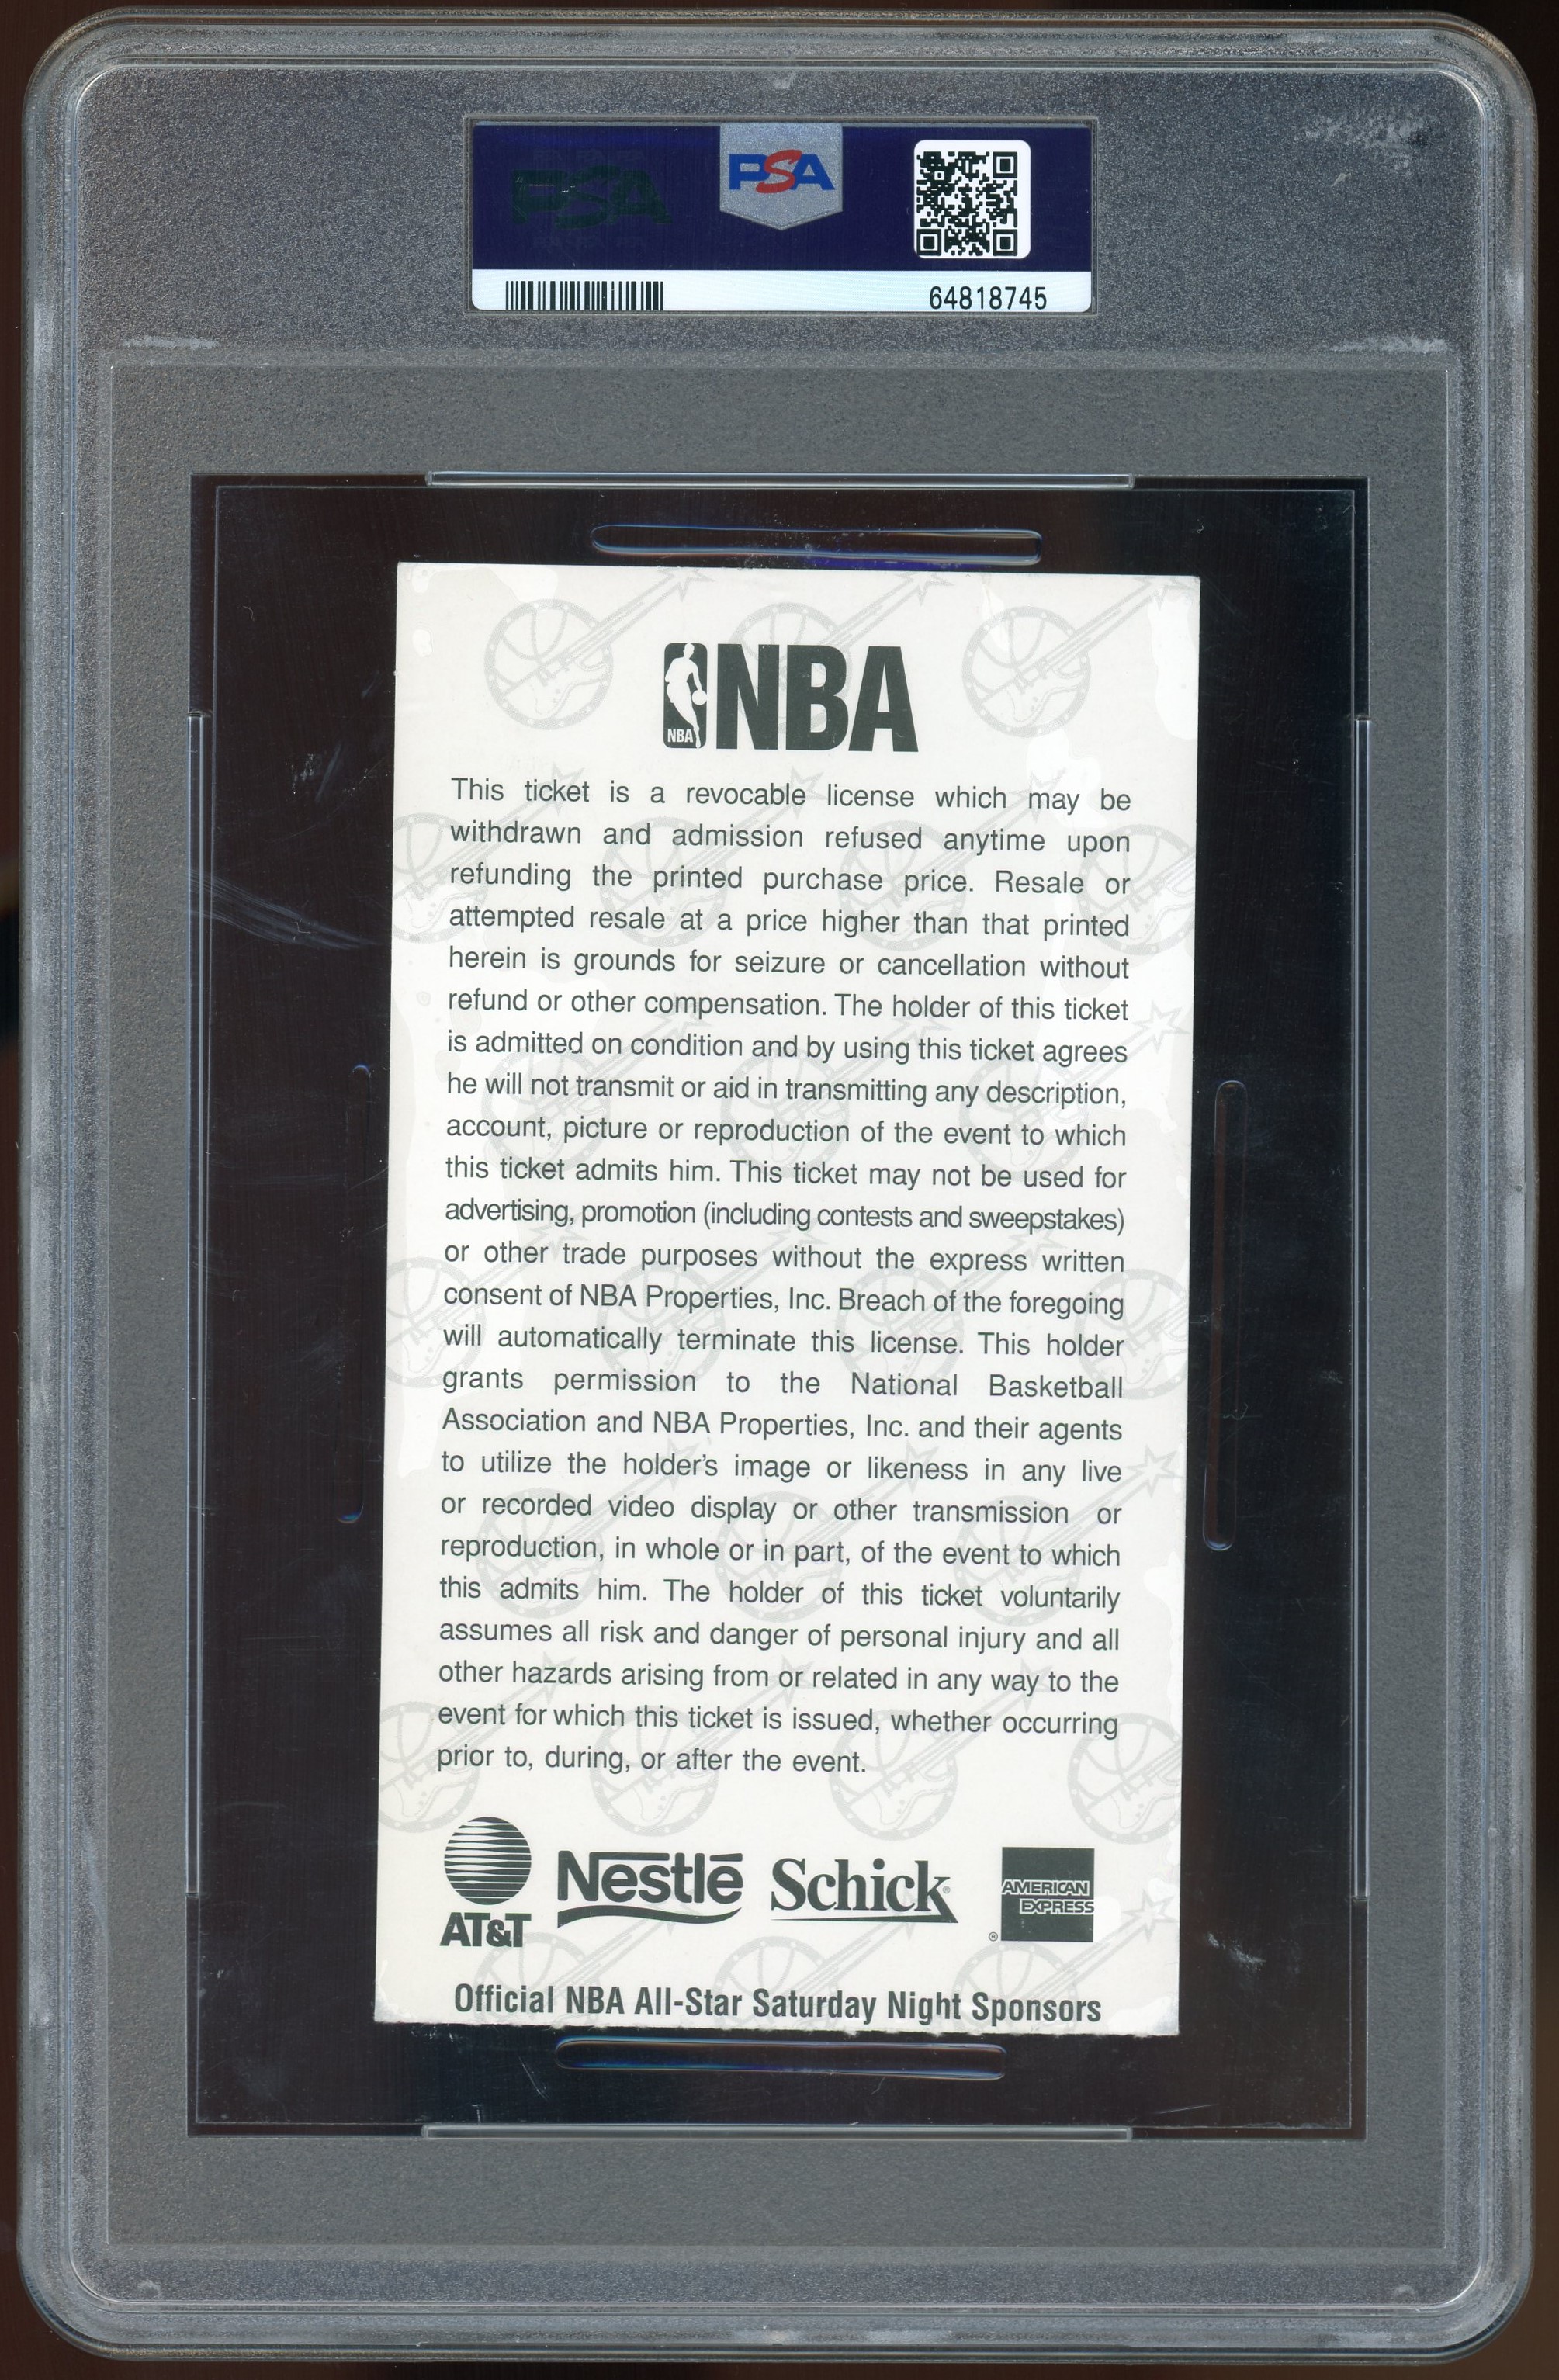 PSA
PSA
64818745
NBA
NBA
This ticket is a revocable license which may be
withdrawn and admission refused anytime upon
refunding the printed purchase price. Resale or
attempted resale at a price higher than that printed
herein is grounds for seizure or cancellation without
refund or other compensation. The holder of this ticket
is admitted on condition and by using this ticket agrees
he will not transmit or aid in transmitting any description,
account, picture or reproduction of the event to which
this ticket admits him. This ticket may not be used for
advertising, promotion (including contests and sweepstakes)
or other trade purposes without the express written
consent of NBA Properties, Inc. Breach of the foregoing
will automatically terminate this license. This holder
grants permission to the National Basketball
Association and NBA Properties, Inc. and their agents
to utilize the holder's image or likeness in any live
or recorded video display or other transmission or
reproduction, in whole or in part, of the event to which
this admits him. The holder of this ticket voluntarily
assumes all risk and danger of personal injury and all
other hazards arising from or related in any way to the
event for which this ticket is issued, whether occurring
prior to, during, or after the event.
AT&T
Nestlé
Schick®
®
AMERICAN
EXPRESS
Official NBA All-Star Saturday Night Sponsors